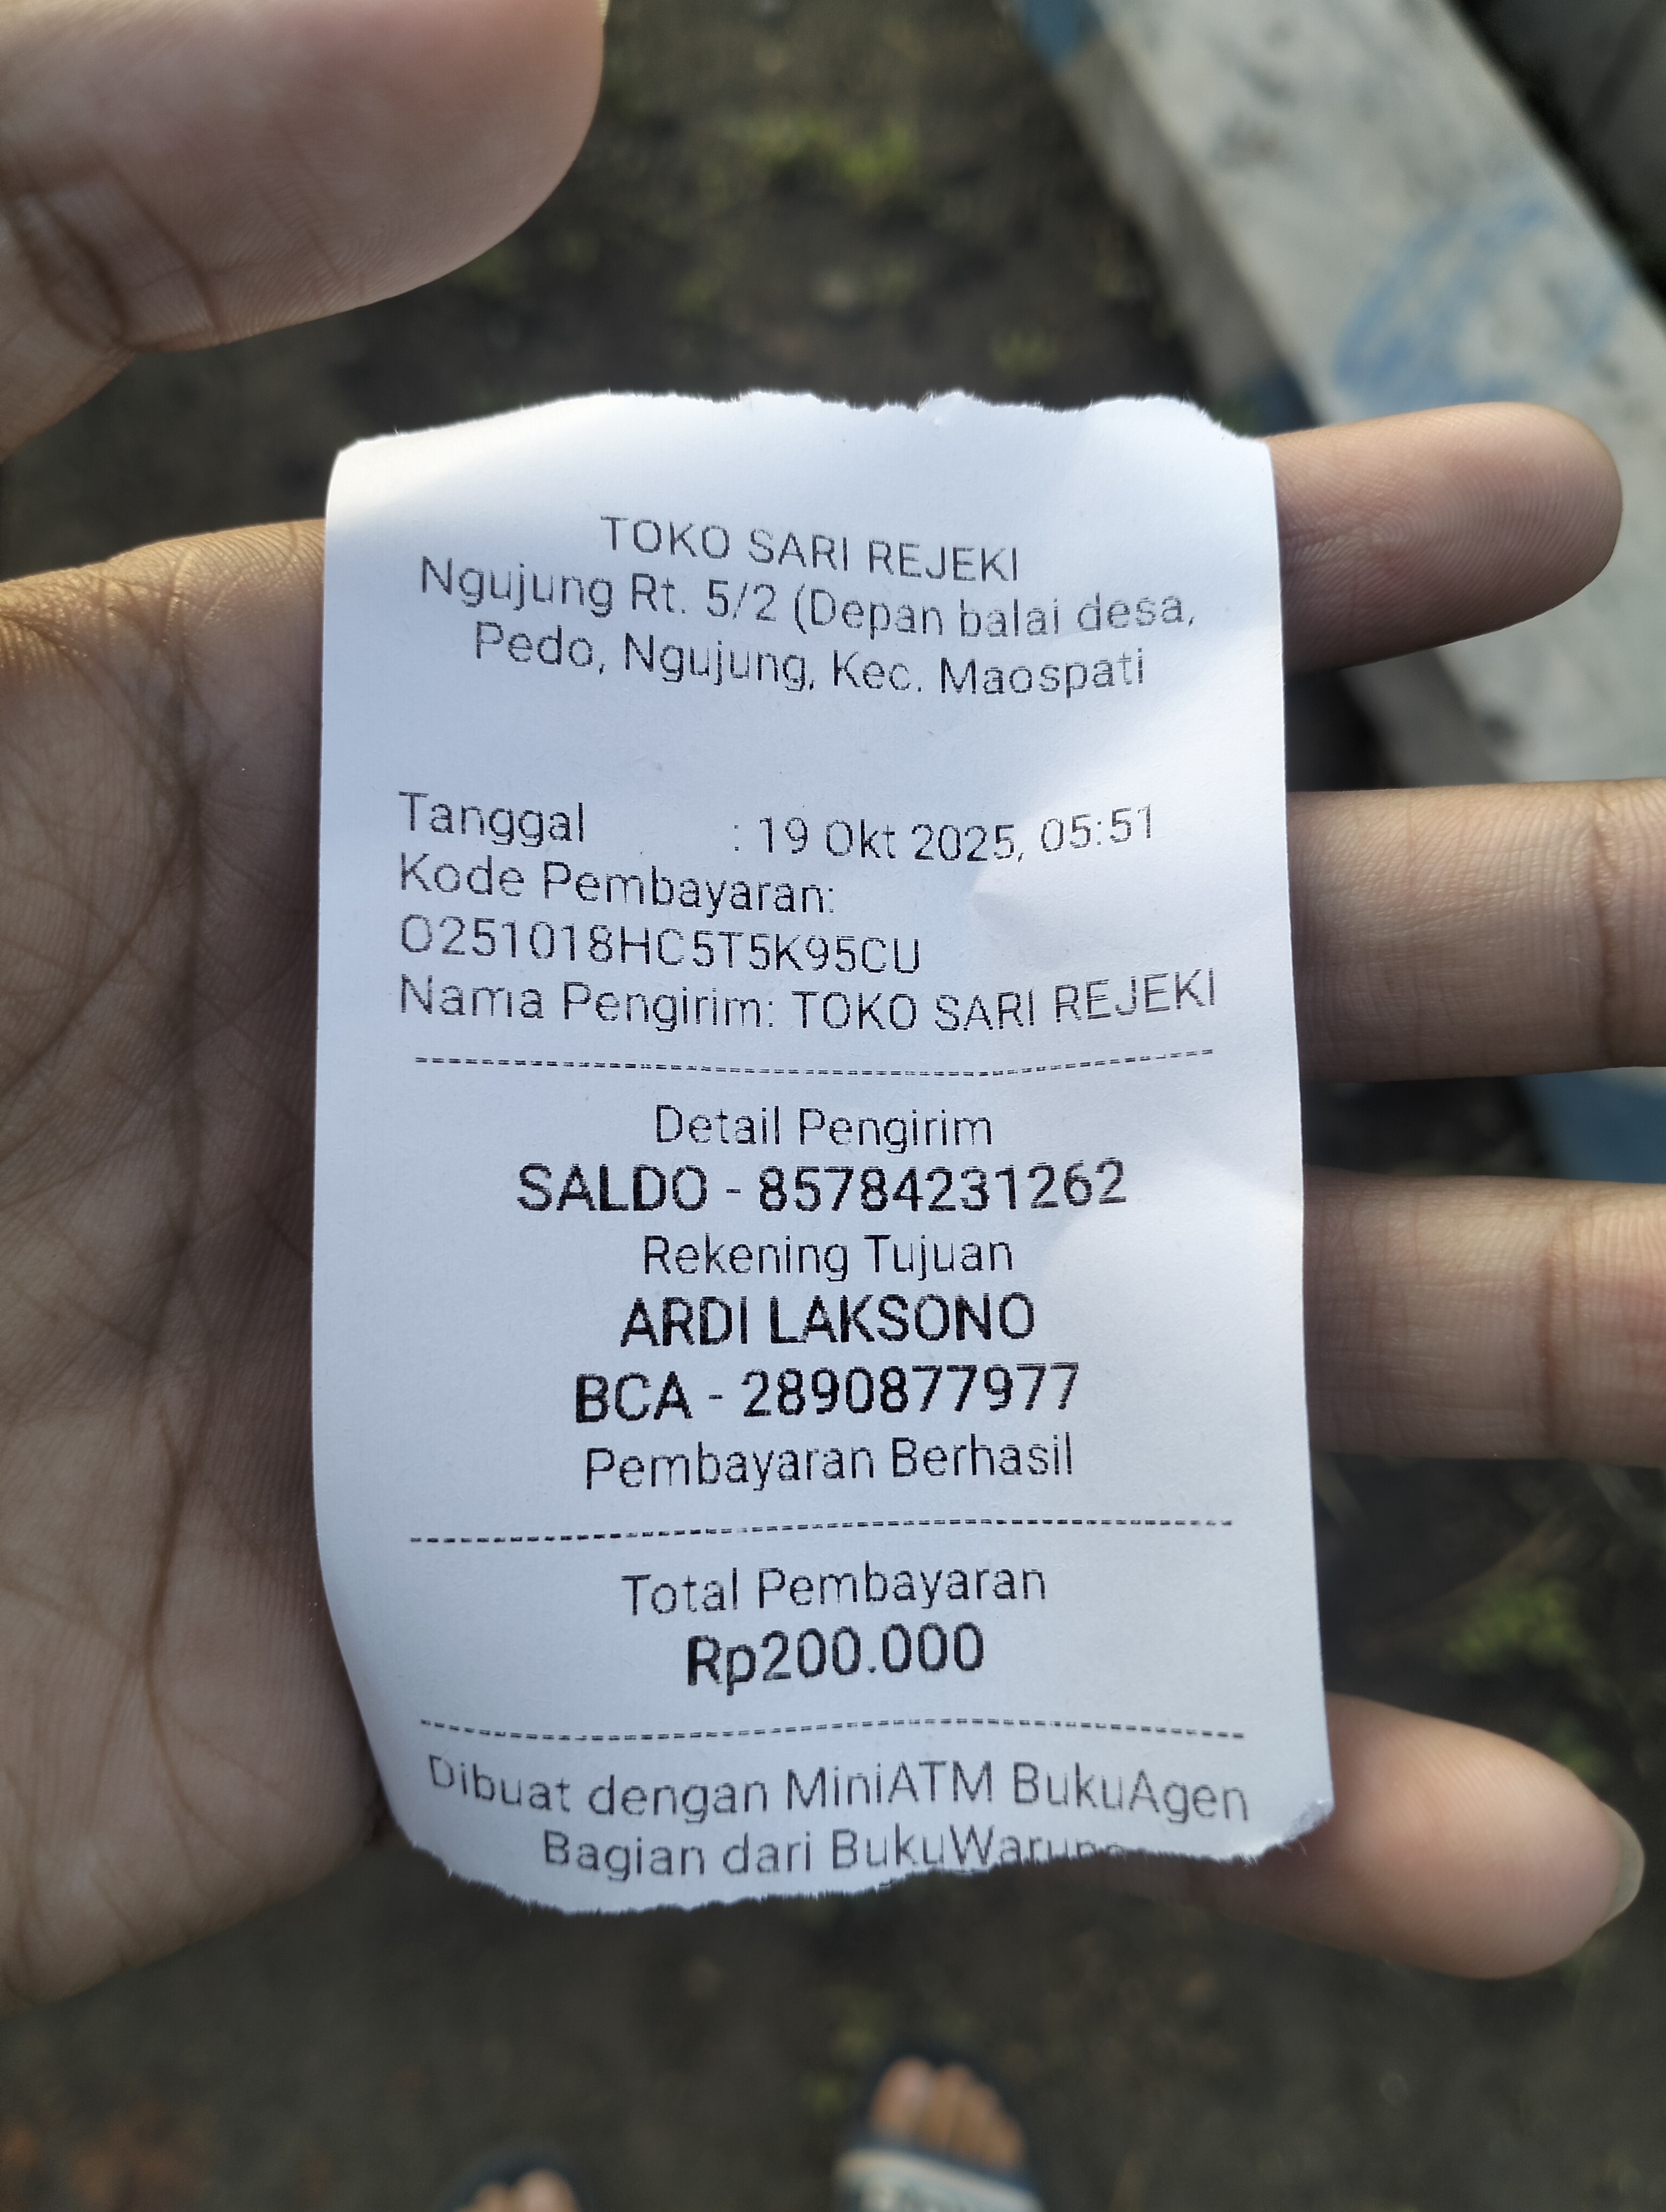 TOKO SARI REJEKI
Ngujung Rt. 5/2 (Depan balai desa,
Pedo, Ngujung, Kec. Maospati
Tanggal : 19 Okt 2025, 05:51
Kode Pembayaran:
O251018HC5T5K95CU
Nama Pengirim: TOKO SARI REJEKI
Detail Pengirim
SALDO - 85784231262
Rekening Tujuan
ARDI LAKSONO
BCA - 2890877977
Pembayaran Berhasil
Total Pembayaran
Rp200.000
Dibuat dengan MiniATM BukuAgen
Bagian dari BukuWarung